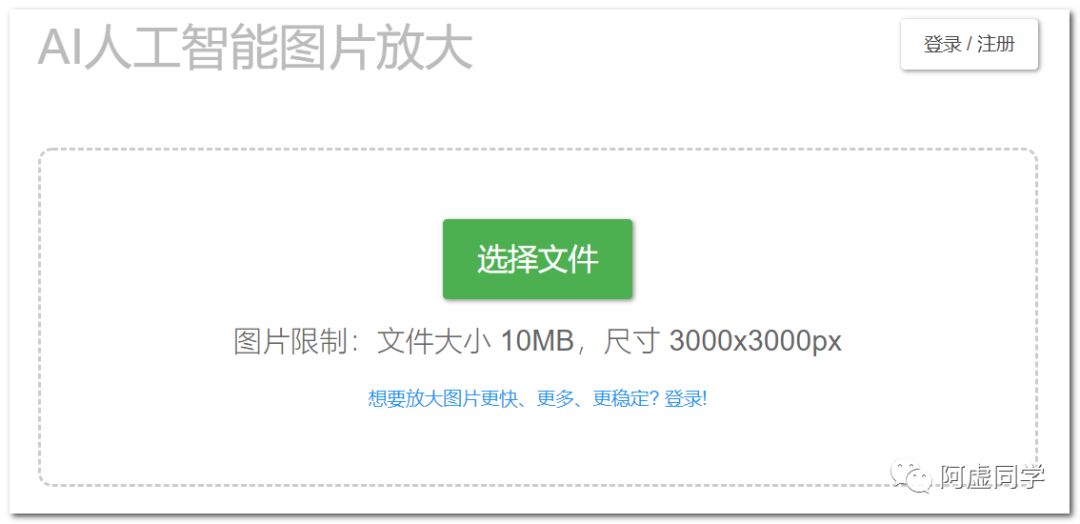 AI人工智能图片放大
登录 / 注册
选择文件
图片限制：文件大小 10MB，尺寸 3000x3000px
想要放大图片更快、更多、更稳定? 登录!
阿虚同学